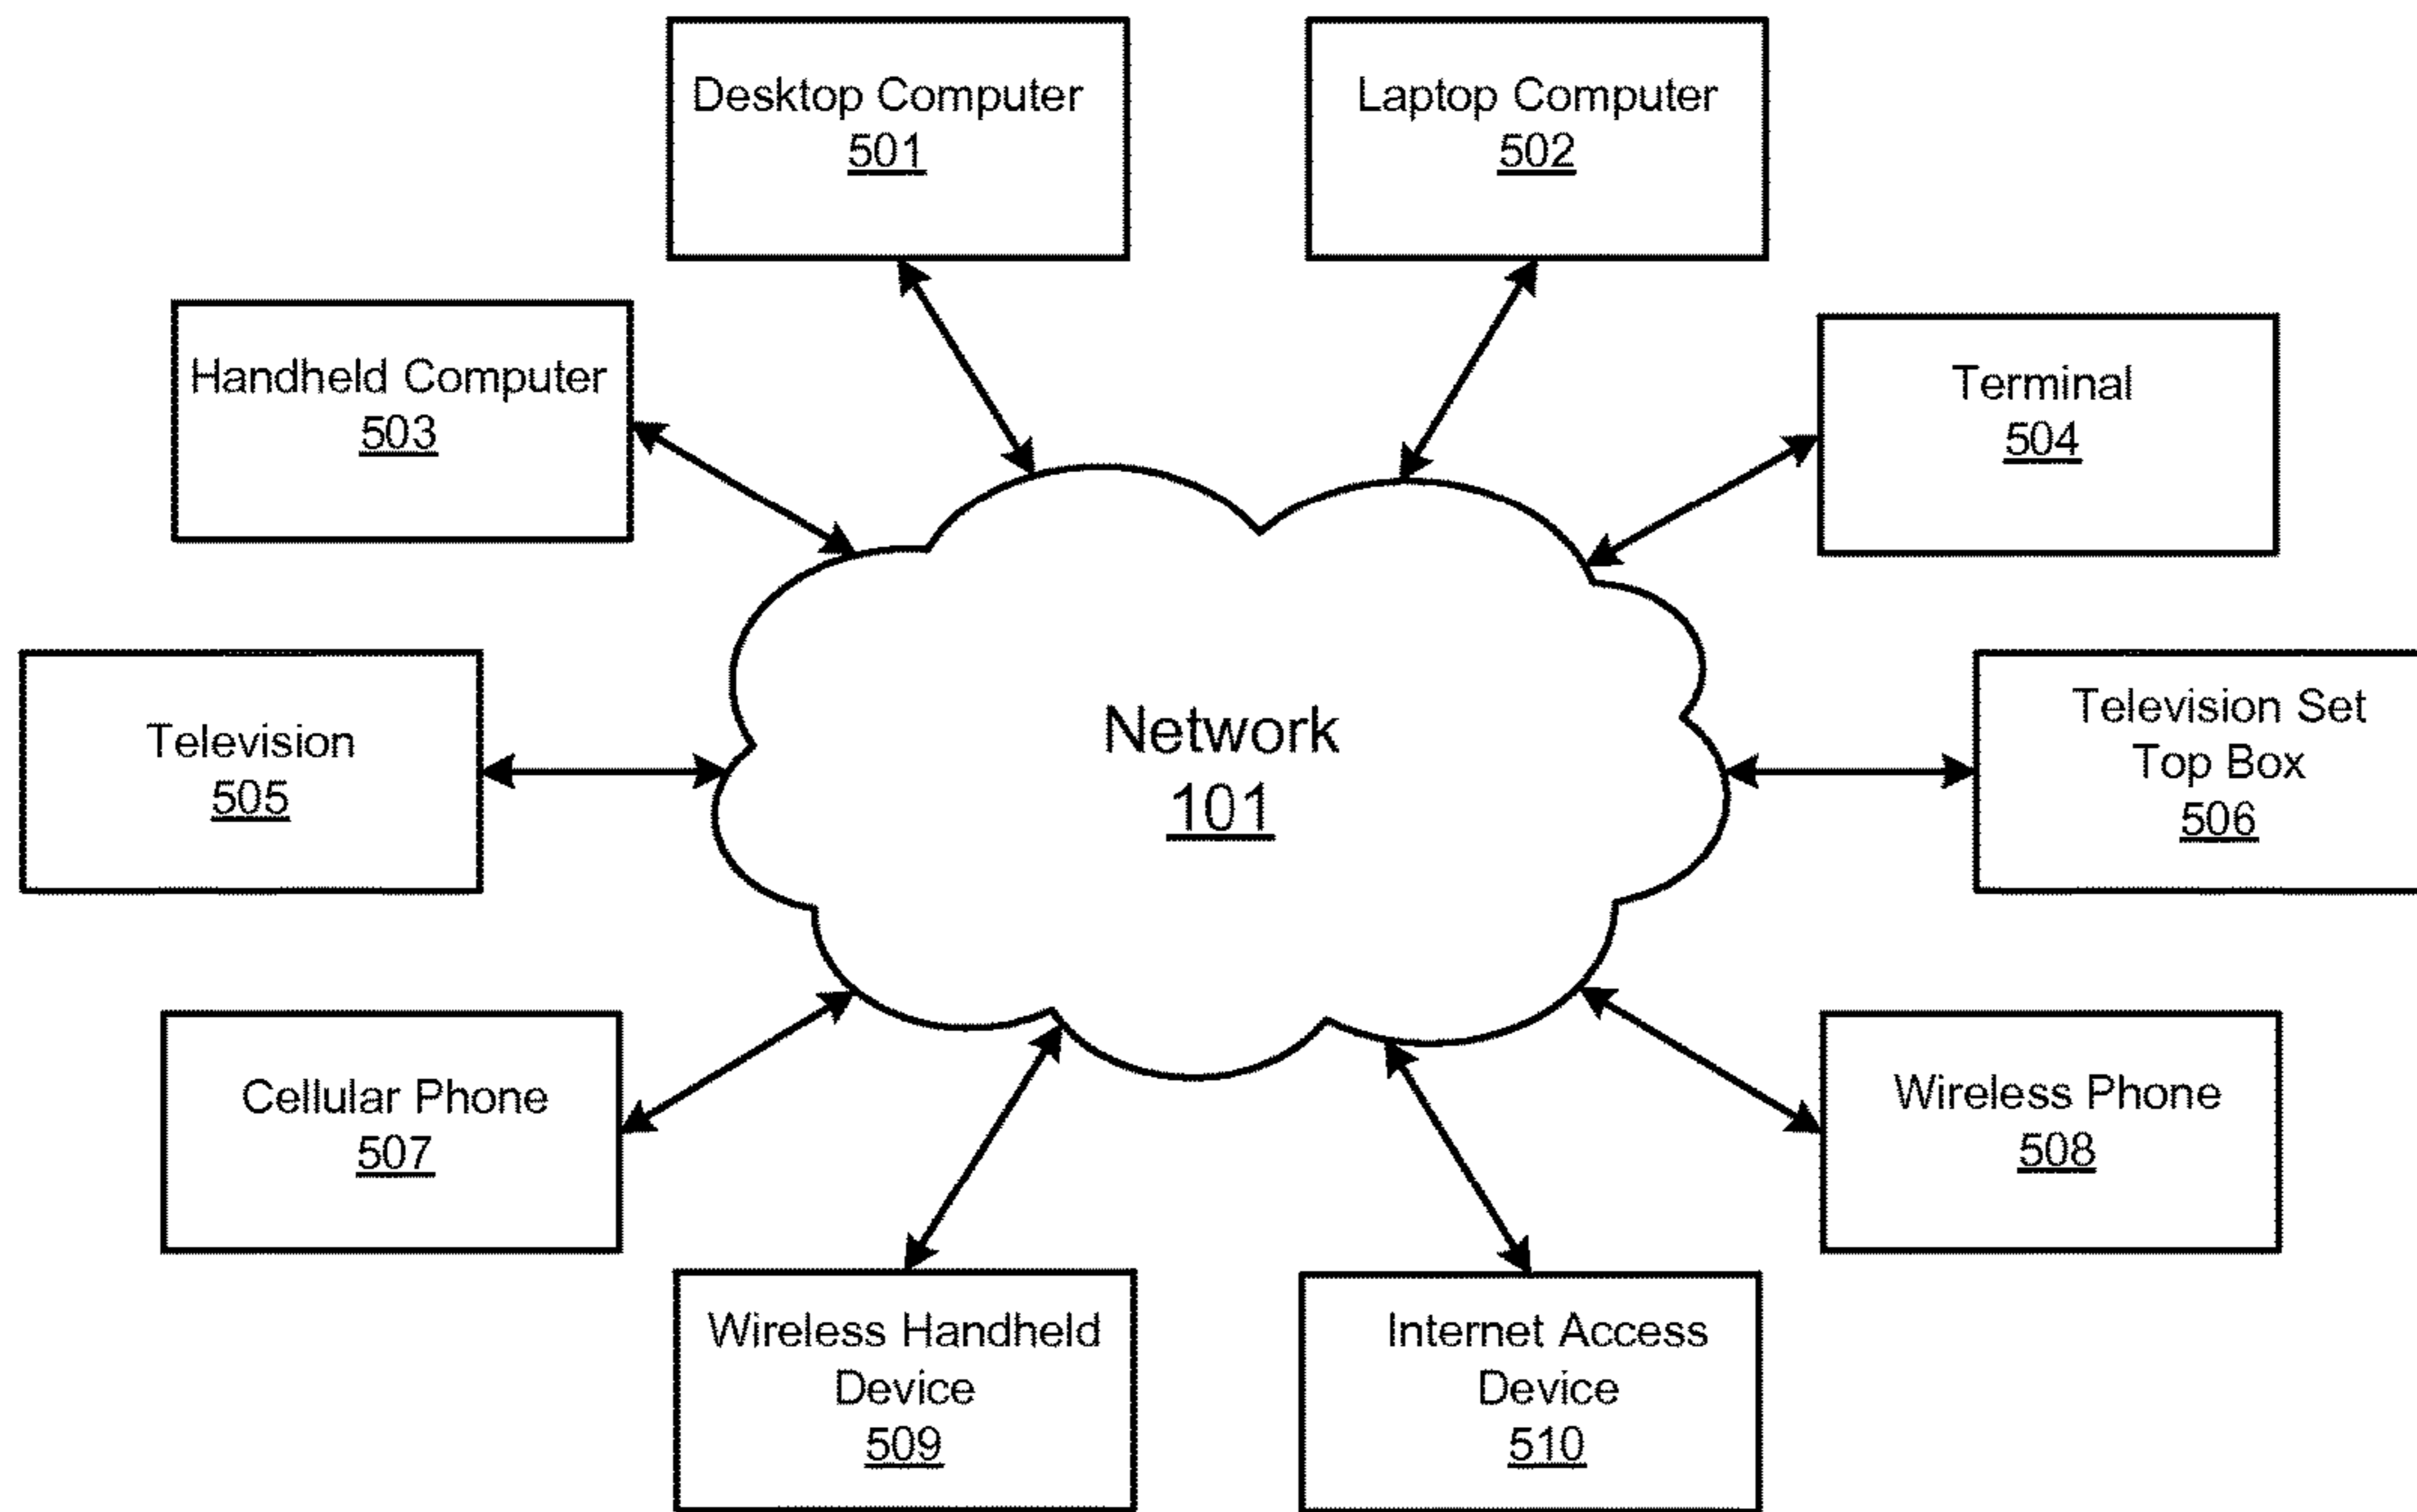 Desktop Computer
501
Laptop Computer
502
Handheld Computer
503
Terminal
504
Network
101
Television
505
Television Set
Top Box
506
Cellular Phone
507
Wireless Phone
508
Wireless Handheld
Device
509
Internet Access
Device
510